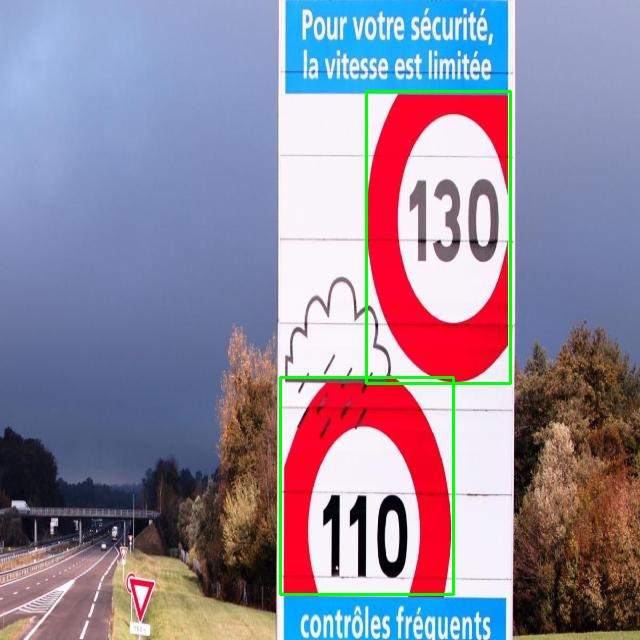 Pour votre sécurité,
la vitesse est limitée
130
110
contrôles fréquents